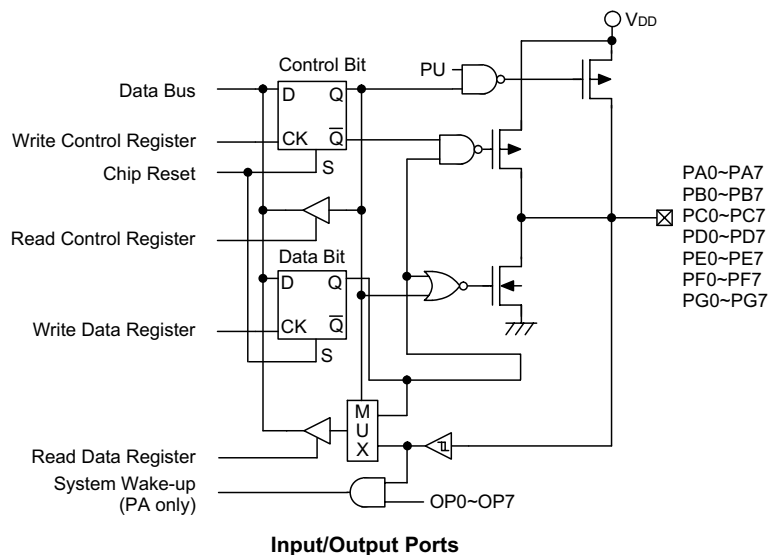 VDD
Control Bit
PU
Data Bus
D Q
Write Control Register
CK Q
Chip Reset
S
Read Control Register
Data Bit
D Q
Write Data Register
CK Q
S
PA0~PA7
PB0~PB7
PC0~PC7
PD0~PD7
PE0~PE7
PF0~PF7
PG0~PG7
M
U
X
Read Data Register
System Wake-up
(PA only)
OP0~OP7
Input/Output Ports